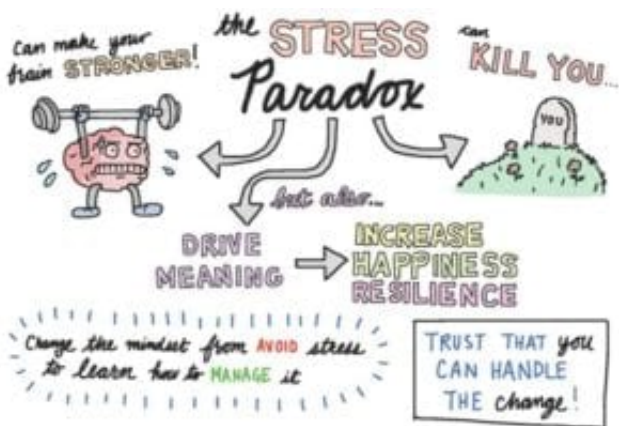 the STRESS
Paradox
can make your
brain STRONGER!
can
KILL YOU...
YOU
but also...
DRIVE
MEANING
INCREASE
HAPPINESS
RESILIENCE
Change the mindset from AVOID stress
to learn how to MANAGE it
TRUST THAT you
CAN HANDLE
THE change!